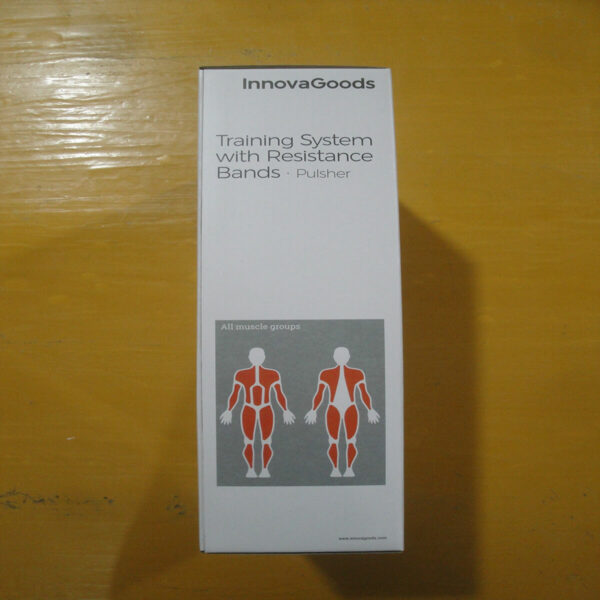 InnovaGoods
Training System
with Resistance
Bands · Pulsher
All muscle groups
www.innovagoods.com